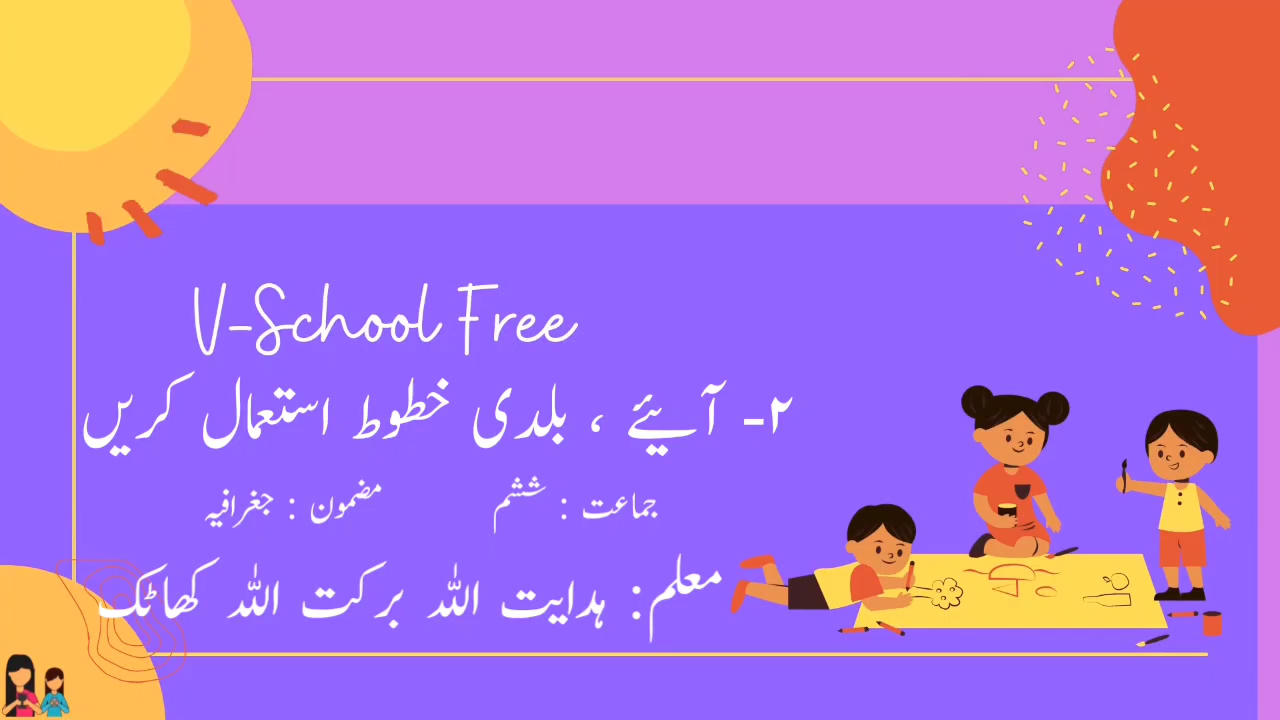 V-School Free
۲- آیئے ، بلدی خطوط استعمال کریں
جماعت : ششم مضمون : جغرافیہ
معلم: ہدایت اللہ برکت اللہ کھاٹک